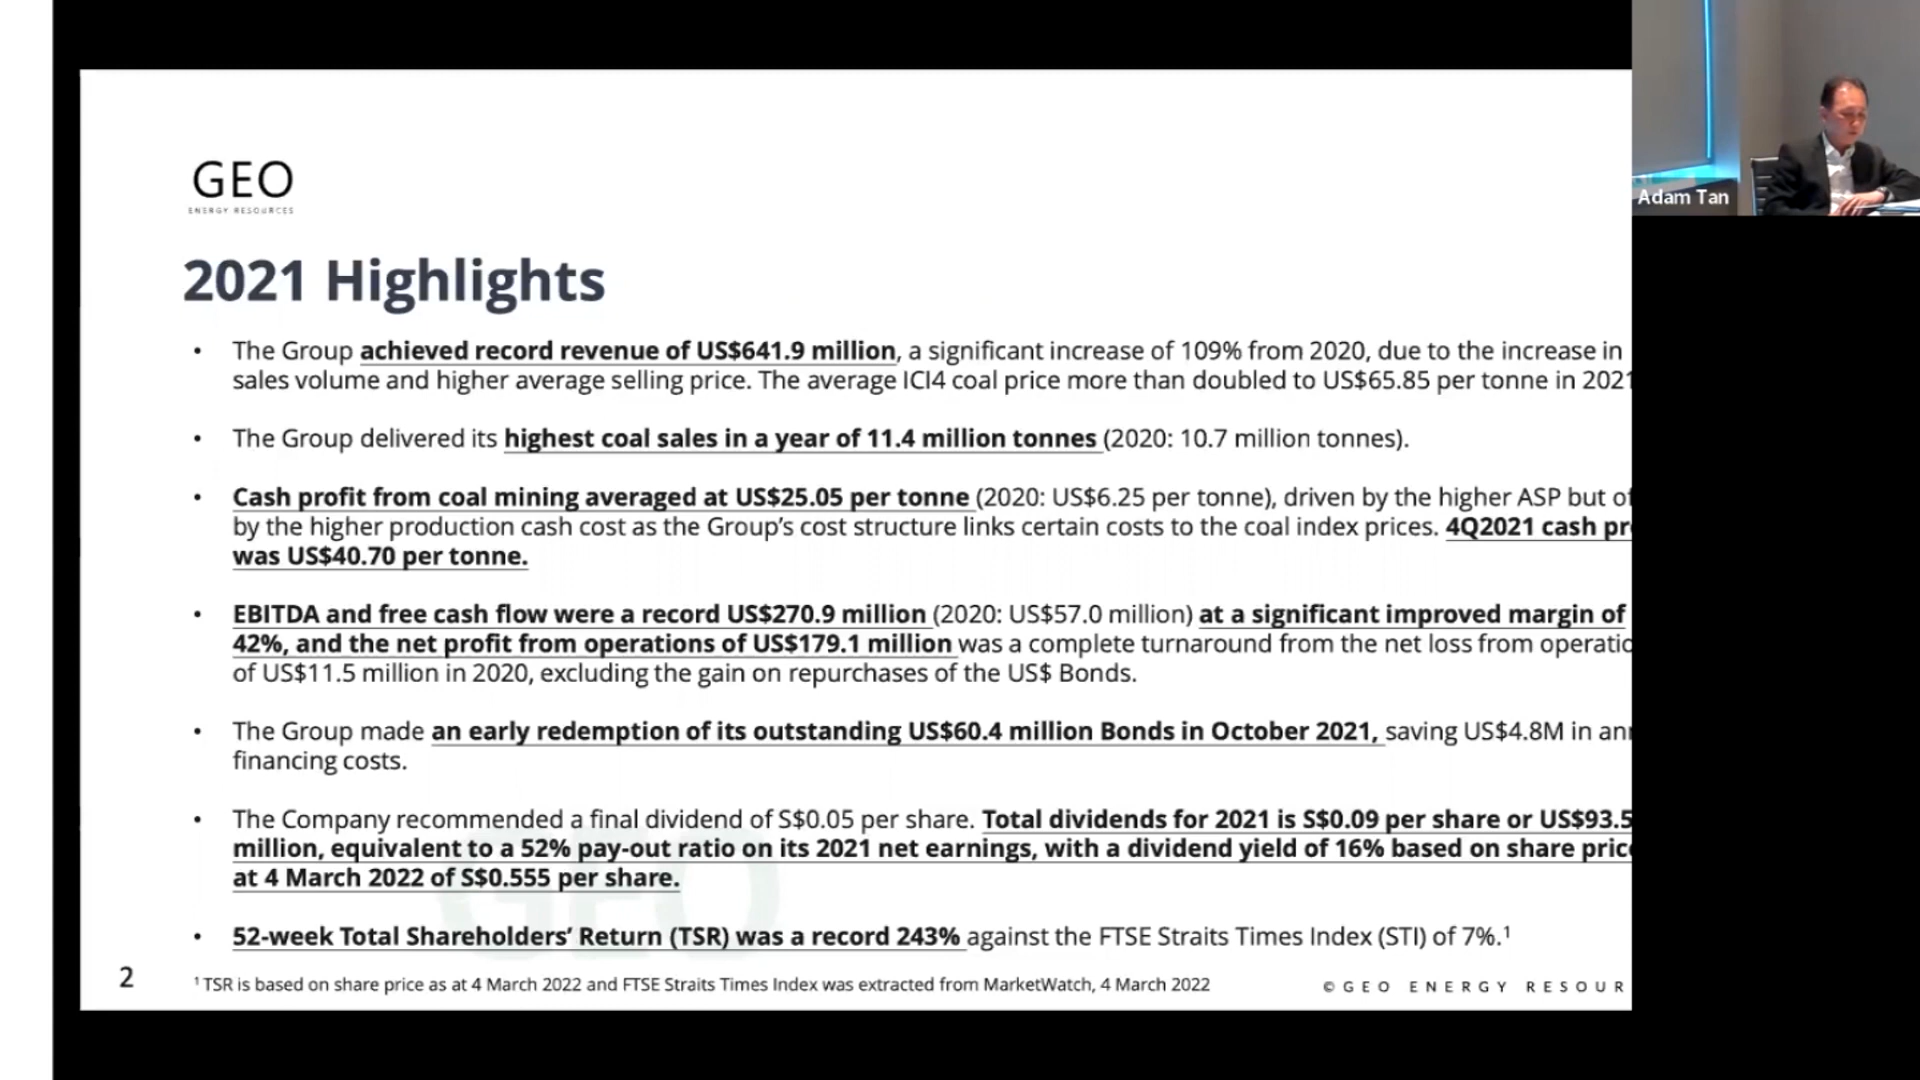 GEO
ENERGY RESOURCES
2021 Highlights
• The Group achieved record revenue of US$641.9 million, a significant increase of 109% from 2020, due to the increase in
sales volume and higher average selling price. The average ICI4 coal price more than doubled to US$65.85 per tonne in 2021
• The Group delivered its highest coal sales in a year of 11.4 million tonnes (2020: 10.7 million tonnes).
• Cash profit from coal mining averaged at US$25.05 per tonne (2020: US$6.25 per tonne), driven by the higher ASP but
by the higher production cash cost as the Group's cost structure links certain costs to the coal index prices. 4Q2021 cash
was US$40.70 per tonne.
• EBITDA and free cash flow were a record US$270.9 million (2020: US$57.0 million) at a significant improved margin of
42%, and the net profit from operations of US$179.1 million was a complete turnaround from the net loss from
of US$11.5 million in 2020, excluding the gain on repurchases of the US$ Bonds.
• The Group made an early redemption of its outstanding US$60.4 million Bonds in October 2021, saving US$4.8M in
financing costs.
• The Company recommended a final dividend of S$0.05 per share. Total dividends for 2021 is S$0.09 per share or US$93.5
million, equivalent to a 52% pay-out ratio on its 2021 net earnings, with a dividend yield of 16% based on share
at 4 March 2022 of S$0.555 per share.
• 52-week Total Shareholders' Return (TSR) was a record 243% against the FTSE Straits Times Index (STI) of 7%.¹
2
¹ TSR is based on share price as at 4 March 2022 and FTSE Straits Times Index was extracted from MarketWatch, 4 March 2022
© GEO ENERGY RESOUR
Adam Tan